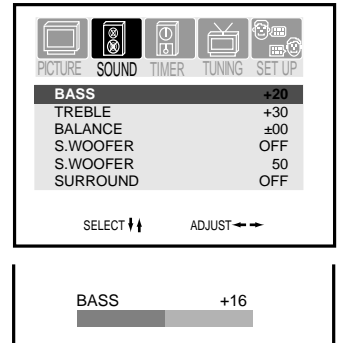 PICTURE SOUND TIMER TUNING SET UP
BASS +20
TREBLE +30
BALANCE ±00
S.WOOFER OFF
S.WOOFER 50
SURROUND OFF
SELECT ADJUST
BASS +16